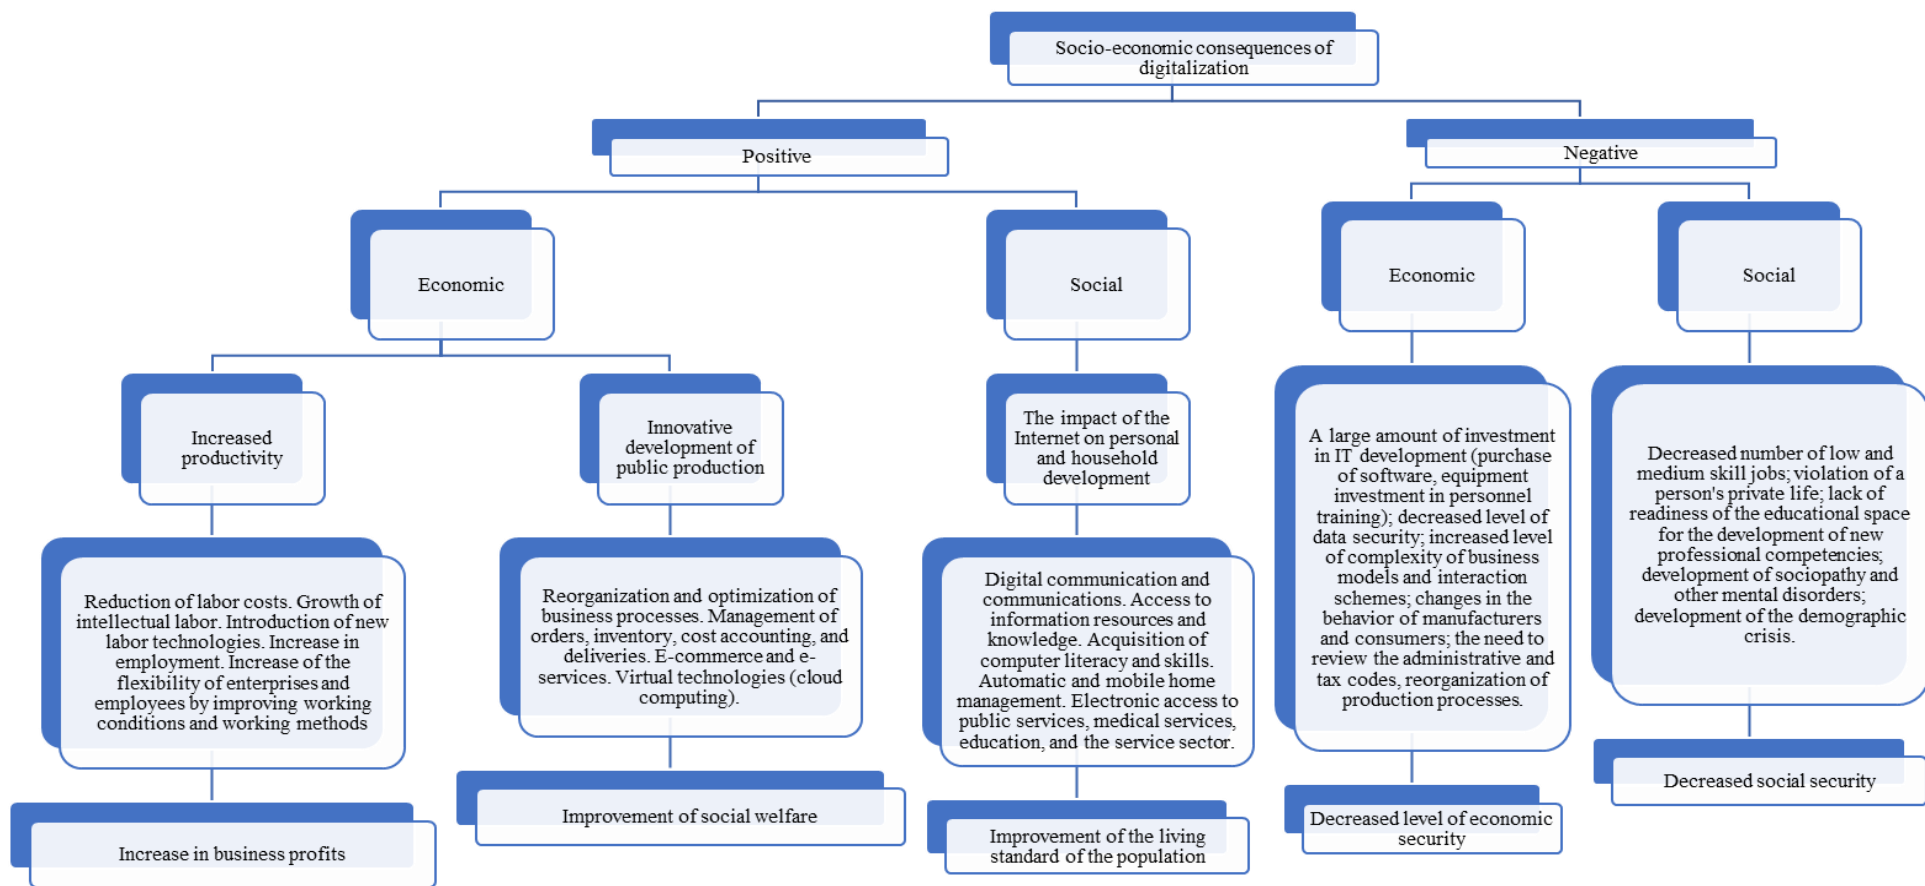 Socio-economic consequences of
digitalization
Positive
Negative
Economic
Social
Economic
Social
Increased
productivity
Innovative
development of
public production
The impact of the
Internet on personal
and household
development
A large amount of investment
in IT development (purchase
of software, equipment
investment in personnel
training); decreased level of
data security; increased level
of complexity of business
models and interaction
schemes; changes in the
behavior of manufacturers
and consumers; the need to
review the administrative and
tax codes, reorganization of
production processes.
Decreased number of low and
medium skill jobs; violation of a
person's private life; lack of
readiness of the educational space
for the development of new
professional competencies;
development of sociopathy and
other mental disorders;
development of the demographic
crisis.
Reduction of labor costs. Growth of
intellectual labor. Introduction of new
labor technologies. Increase in
employment. Increase of the
flexibility of enterprises and
employees by improving working
conditions and working methods
Reorganization and optimization of
business processes. Management of
orders, inventory, cost accounting, and
deliveries. E-commerce and e-
services. Virtual technologies (cloud
computing).
Digital communication and
communications. Access to
information resources and
knowledge. Acquisition of
computer literacy and skills.
Automatic and mobile home
management. Electronic access to
public services, medical services,
education, and the service sector.
Increase in business profits
Improvement of social welfare
Improvement of the living
standard of the population
Decreased level of economic
security
Decreased social security